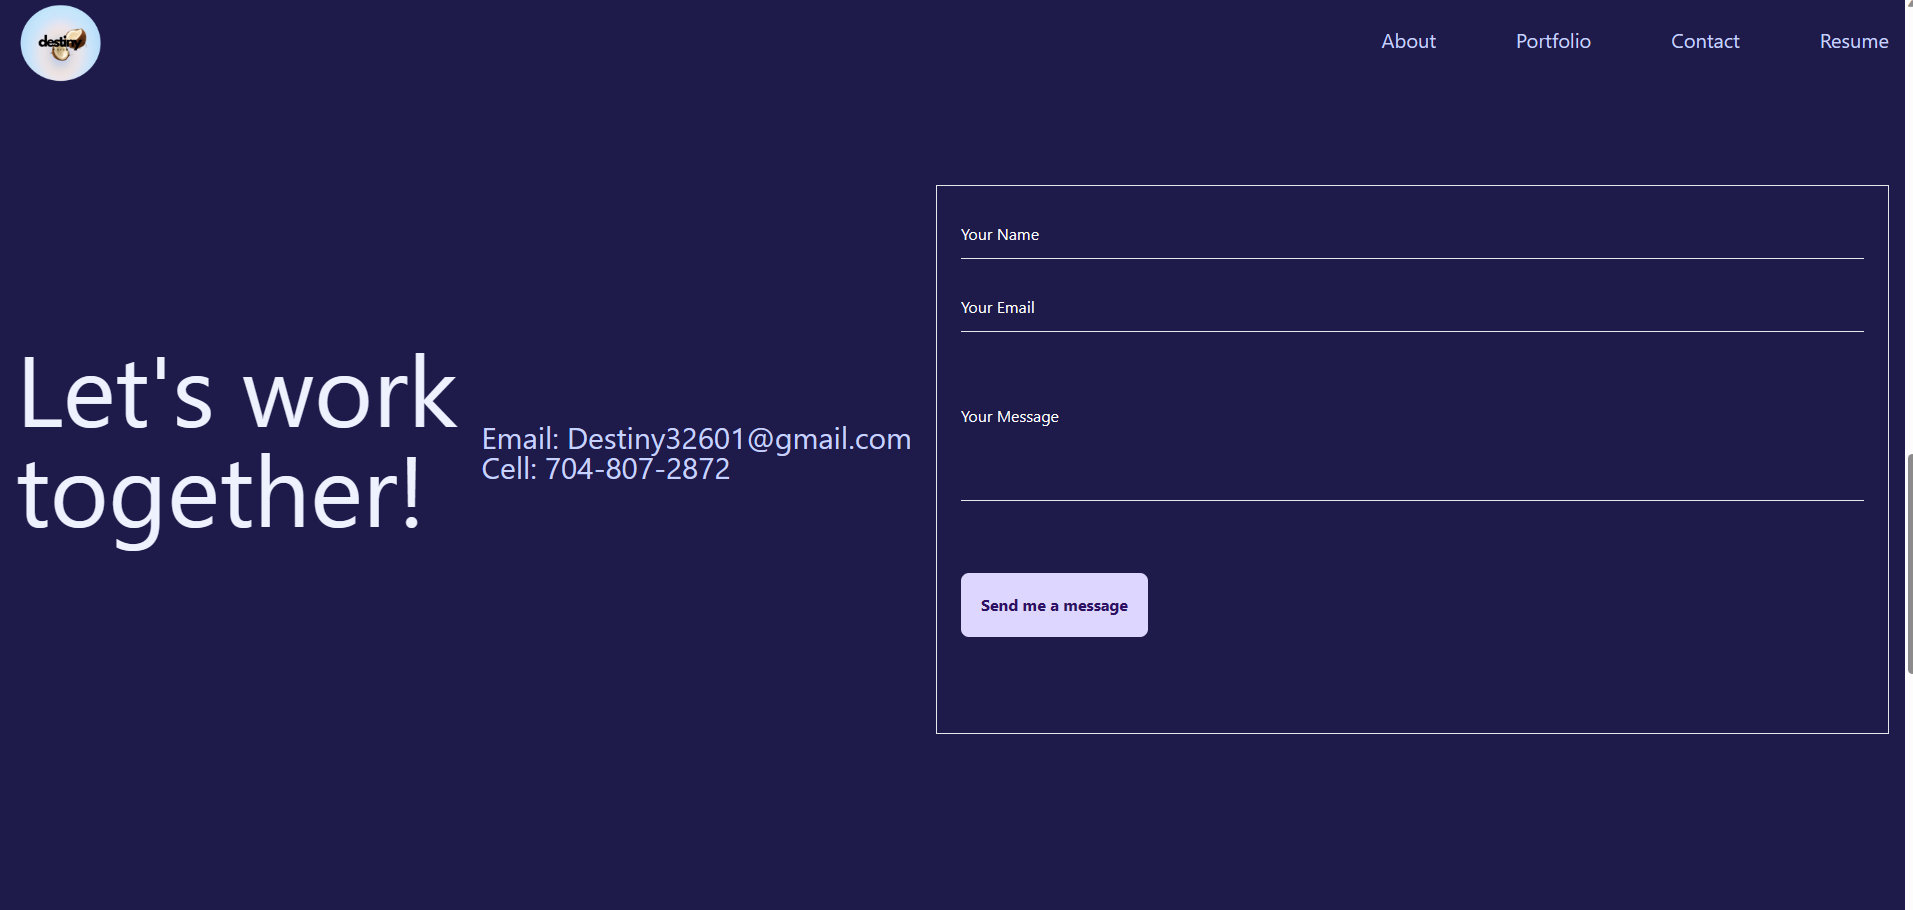 destiny
About
Portfolio
Contact
Resume
Let's work
together!
Email: Destiny32601@gmail.com
Cell: 704-807-2872
Your Name
Your Email
Your Message
Send me a message